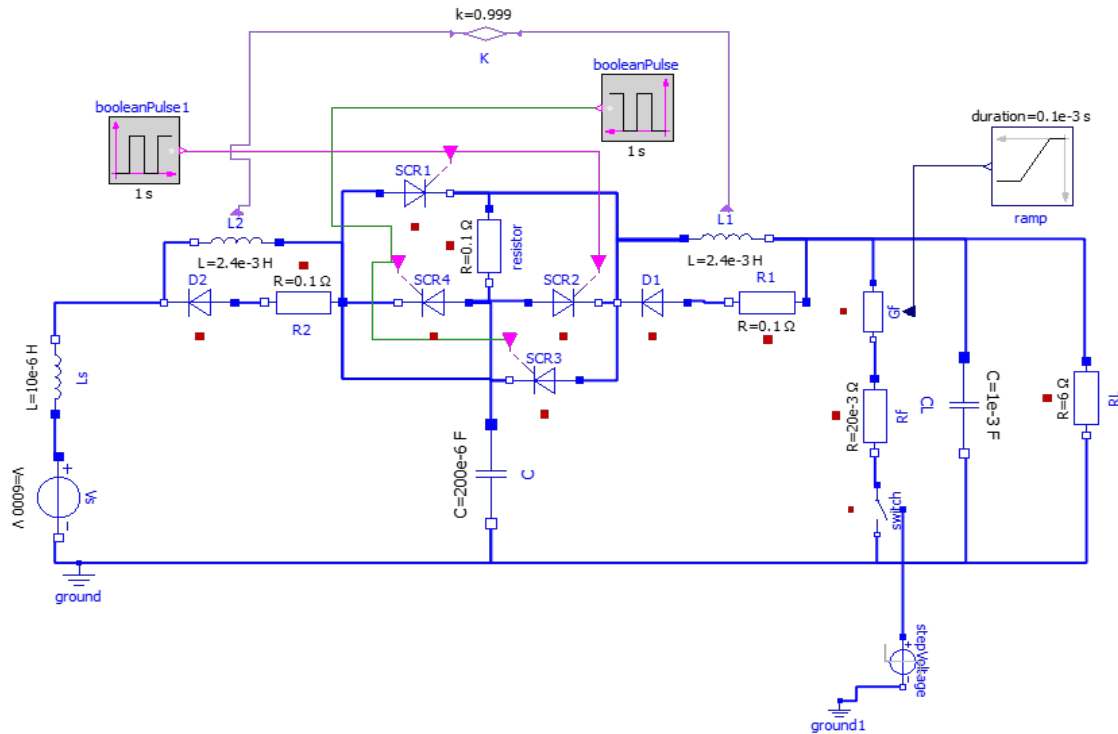 k=0.999
K
booleanPulse1
1 s
booleanPulse
1 s
duration=0.1e-3 s
ramp
SCR1
R=0.1 Ω
resistor
L2
L=2.4e-3 H
L1
L=2.4e-3 H
D2
R=0.1 Ω
R2
SCR4
SCR2
D1
R1
R=0.1 Ω
SCR3
Gf
L=10e-6 H
Ls
R=20e-3 Ω
Rf
C=1e-3 F
CL
R=6 Ω
V=6000 V
Vs
+
-
C=200e-6 F
C
switch
ground
stepVoltage
+
-
ground1